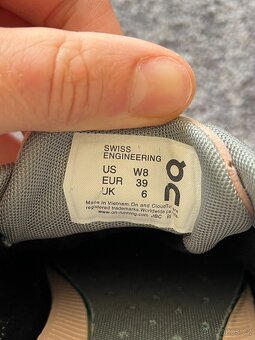 SWISS
ENGINEERING
US W8
EUR 39
UK 6
Made in Vietnam. On and Cloud
registered trademarks. Worldwide
www.on-running.com JBC